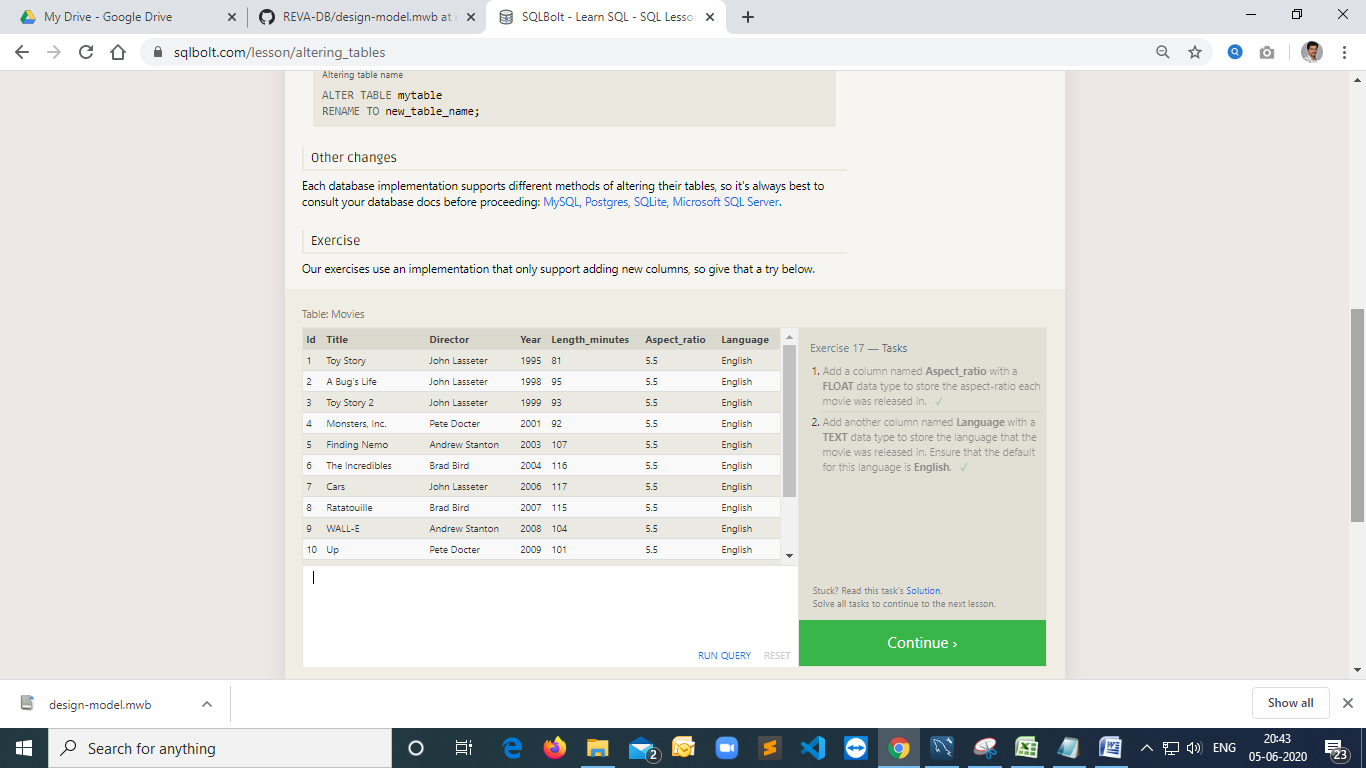 My Drive - Google Drive
REVA-DB/design-model.mwb at
SQLBolt - Learn SQL - SQL Lesso
sqlbolt.com/lesson/altering_tables
Altering table name
ALTER TABLE mytable
RENAME TO new_table_name;
Other changes
Each database implementation supports different methods of altering their tables, so it's always best to
consult your database docs before proceeding: MySQL, Postgres, SQLite, Microsoft SQL Server.
Exercise
Our exercises use an implementation that only support adding new columns, so give that a try below.
Table: Movies
Id Title Director Year Length_minutes Aspect_ratio Language
1 Toy Story John Lasseter 1995 81 5.5 English
2 A Bug's Life John Lasseter 1998 95 5.5 English
3 Toy Story 2 John Lasseter 1999 93 5.5 English
4 Monsters, Inc. Pete Docter 2001 92 5.5 English
5 Finding Nemo Andrew Stanton 2003 107 5.5 English
6 The Incredibles Brad Bird 2004 116 5.5 English
7 Cars John Lasseter 2006 117 5.5 English
8 Ratatouille Brad Bird 2007 115 5.5 English
9 WALL-E Andrew Stanton 2008 104 5.5 English
10 Up Pete Docter 2009 101 5.5 English
RUN QUERY RESET
Exercise 17 — Tasks
1. Add a column named Aspect_ratio with a
FLOAT data type to store the aspect-ratio each
movie was released in. ✓
2. Add another column named Language with a
TEXT data type to store the language that the
movie was released in. Ensure that the default
for this language is English. ✓
Stuck? Read this task's Solution.
Solve all tasks to continue to the next lesson.
Continue ›
design-model.mwb
Show all
Search for anything
2
ENG
20:43
05-06-2020
23